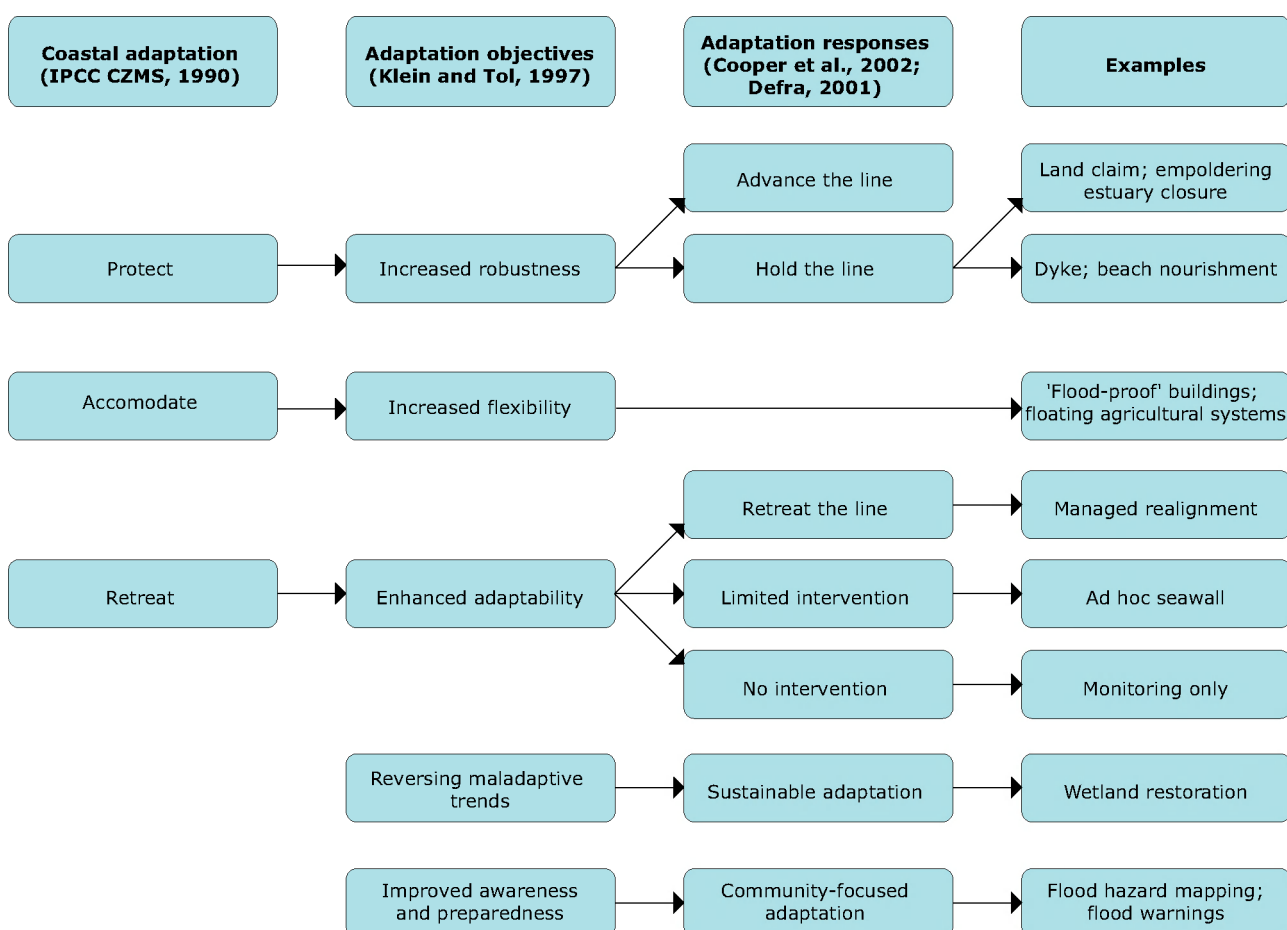 Coastal adaptation
(IPCC CZMS, 1990)
Adaptation objectives
(Klein and Tol, 1997)
Adaptation responses
(Cooper et al., 2002;
Defra, 2001)
Examples
Advance the line
Land claim; empoldering
estuary closure
Protect
Increased robustness
Hold the line
Dyke; beach nourishment
Accomodate
Increased flexibility
'Flood-proof' buildings;
floating agricultural systems
Retreat the line
Managed realignment
Retreat
Enhanced adaptability
Limited intervention
Ad hoc seawall
No intervention
Monitoring only
Reversing maladaptive
trends
Sustainable adaptation
Wetland restoration
Improved awareness
and preparedness
Community-focused
adaptation
Flood hazard mapping;
flood warnings